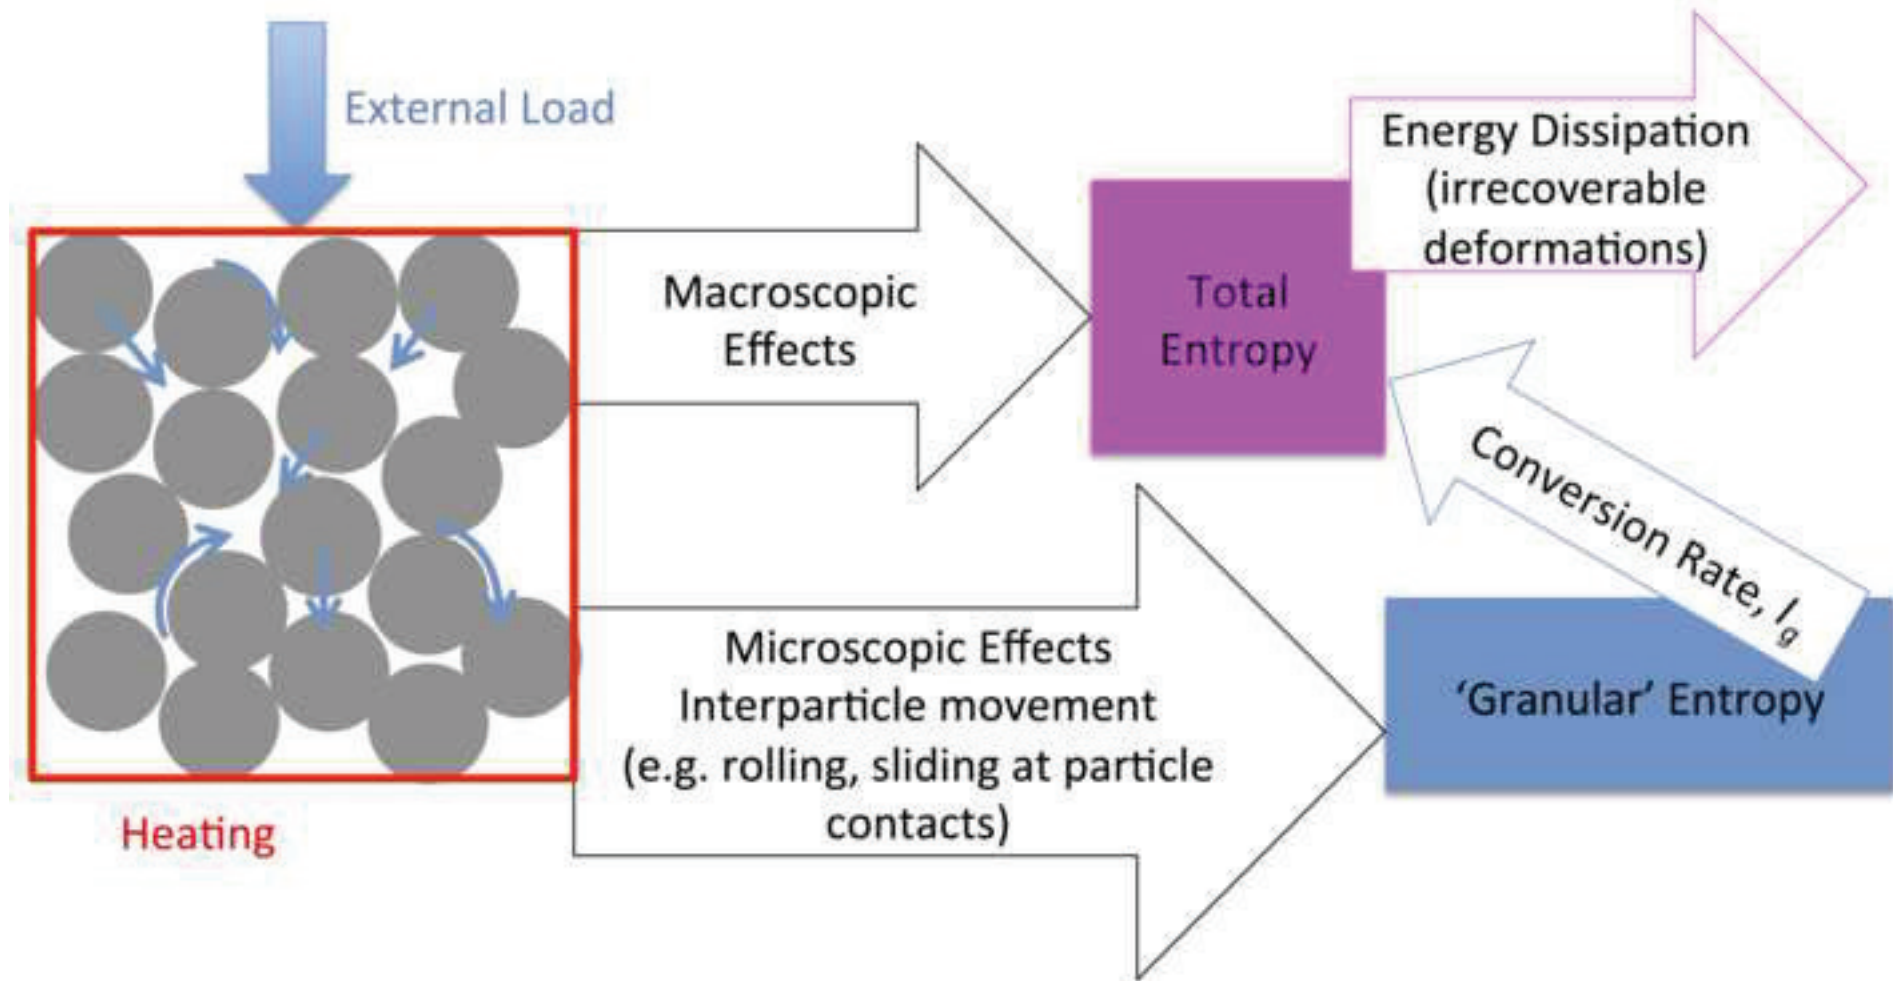 External Load
Heating
Macroscopic
Effects
Microscopic Effects
Interparticle movement
(e.g. rolling, sliding at particle
contacts)
Total
Entropy
Energy Dissipation
(irrecoverable
deformations)
Conversion Rate, Ig
‘Granular’ Entropy